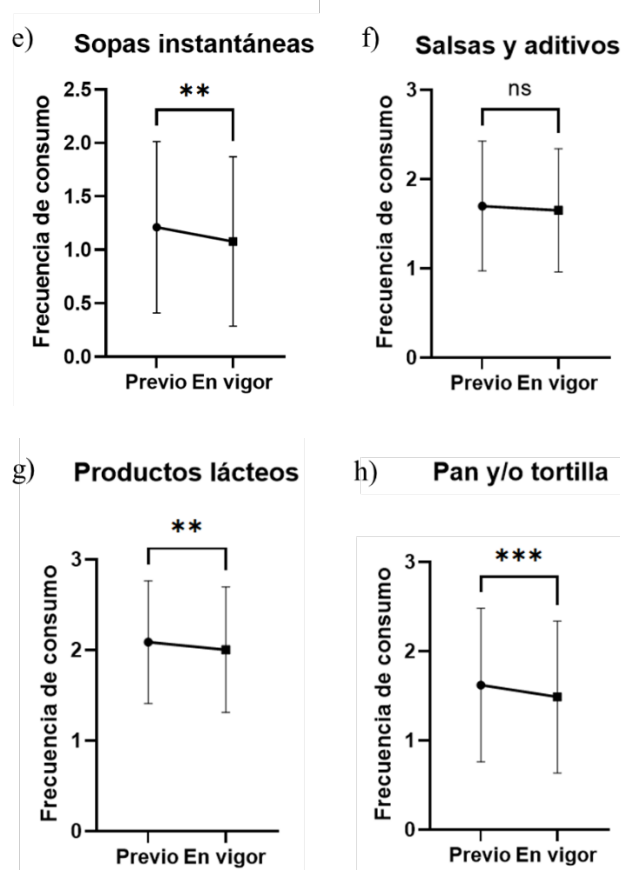 e)
Sopas instantáneas
Frecuencia de consumo
2.5
2.0
1.5
1.0
0.5
0.0
**
Previo En vigor
f)
Salsas y aditivos
Frecuencia de consumo
3
2
1
0
ns
Previo En vigor
g)
Productos lácteos
Frecuencia de consumo
3
2
1
0
**
Previo En vigor
h)
Pan y/o tortilla
Frecuencia de consumo
3
2
1
0
***
Previo En vigor